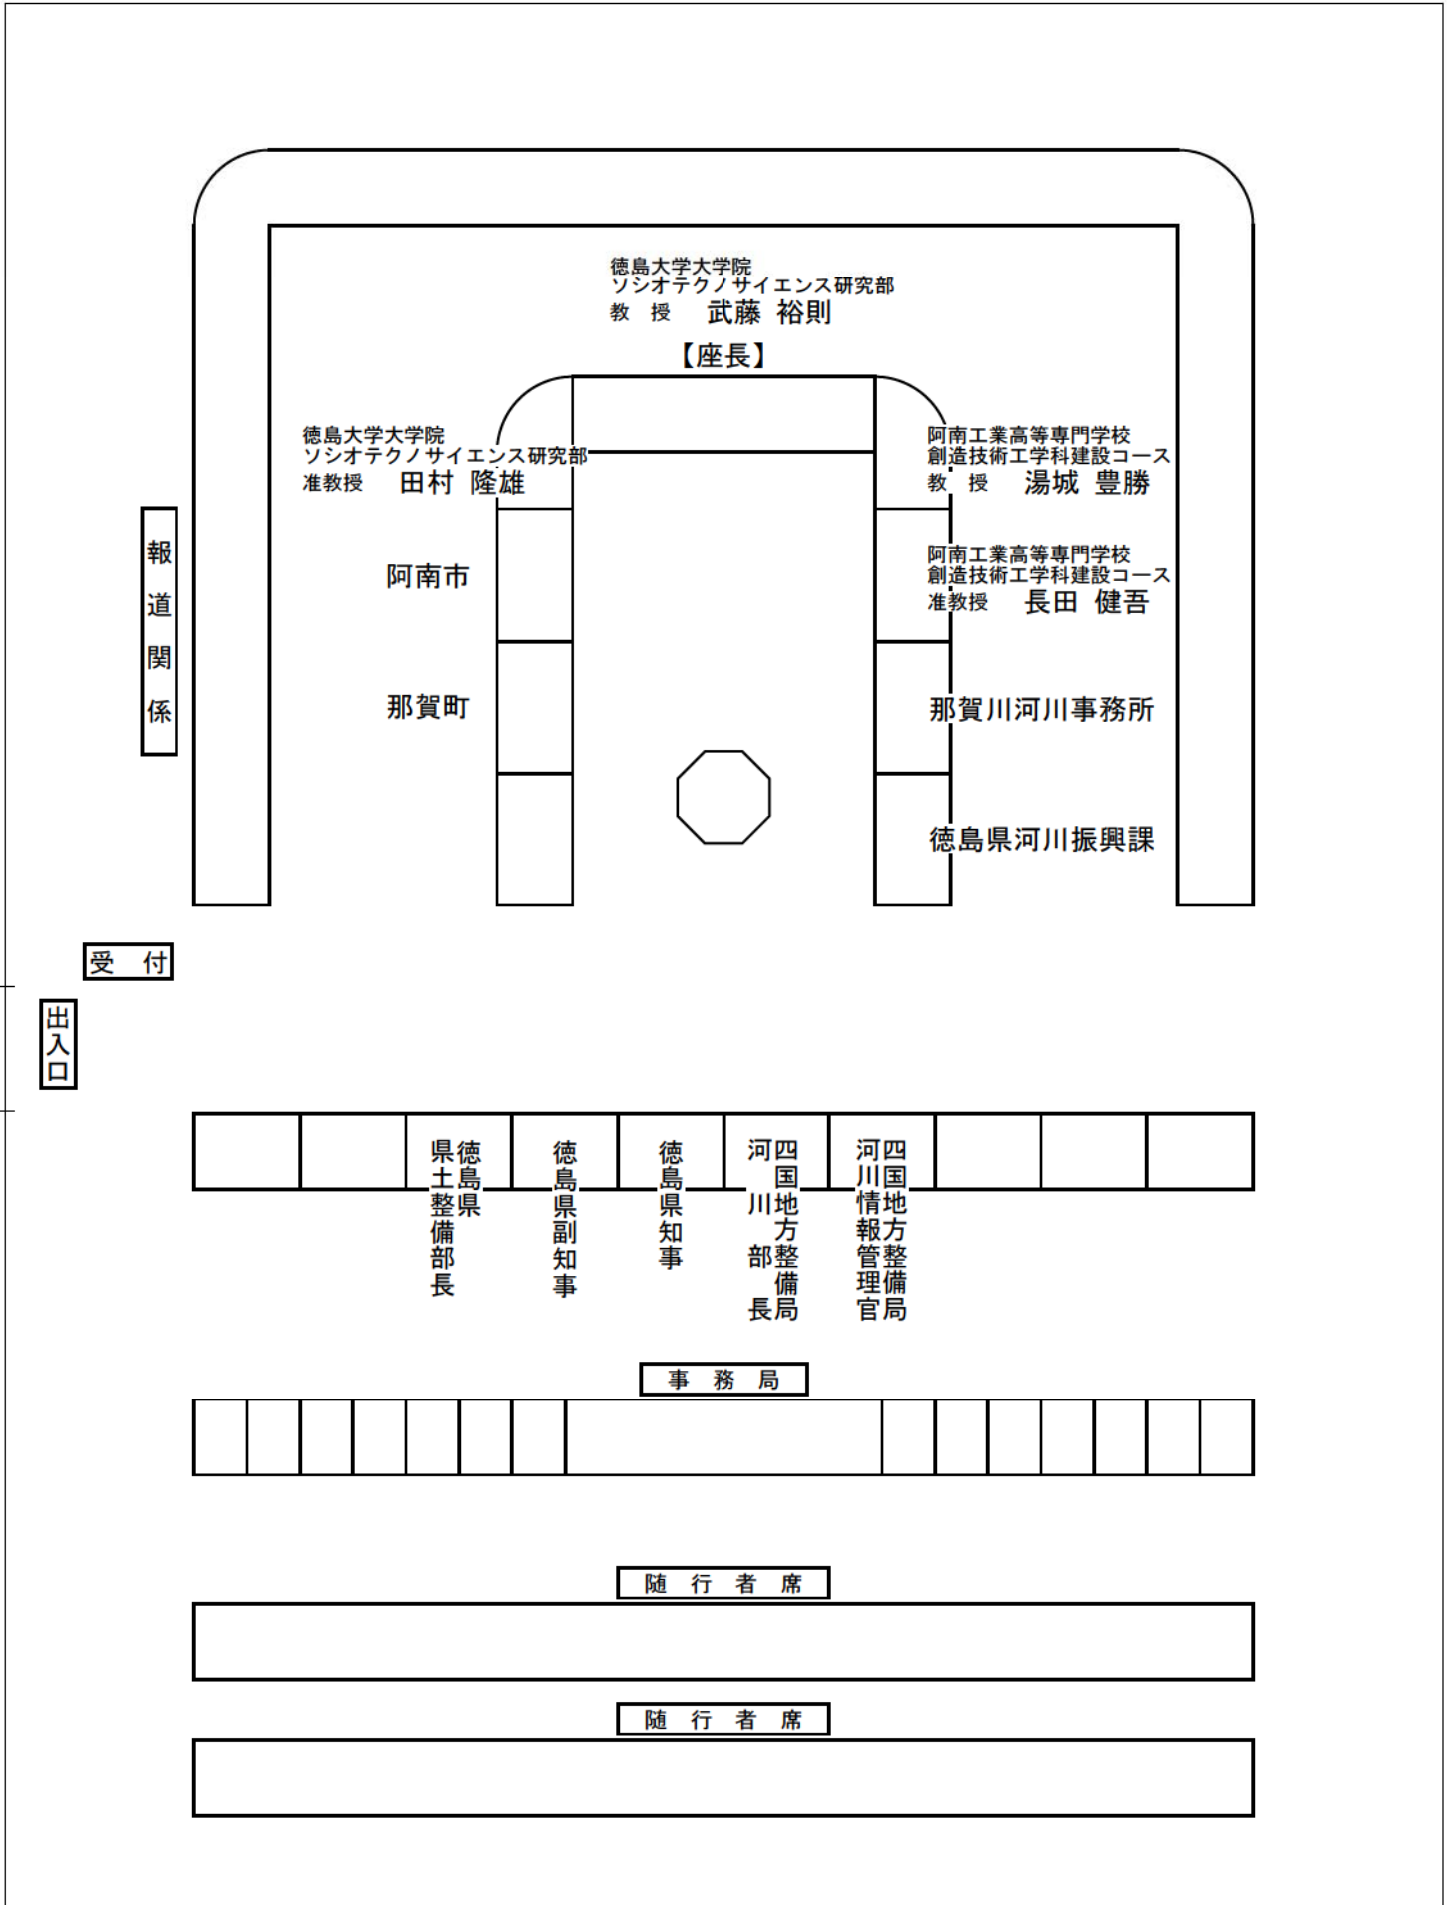 徳島大学大学院
ソシオテクノサイエンス研究部
教　授　武藤 裕則
【座長】
徳島大学大学院
ソシオテクノサイエンス研究部
准教授　田村 隆雄
阿南工業高等専門学校
創造技術工学科建設コース
教　授　湯城 豊勝
阿南市
阿南工業高等専門学校
創造技術工学科建設コース
准教授　長田 健吾
報道関係
那賀町
那賀川河川事務所
徳島県河川振興課
受　付
出入口
徳島県
県土整備部長
徳島県副知事
徳島県知事
四国地方整備局
河　川　部　長
四国地方整備局
河川情報管理官
事　務　局
随　行　者　席
随　行　者　席